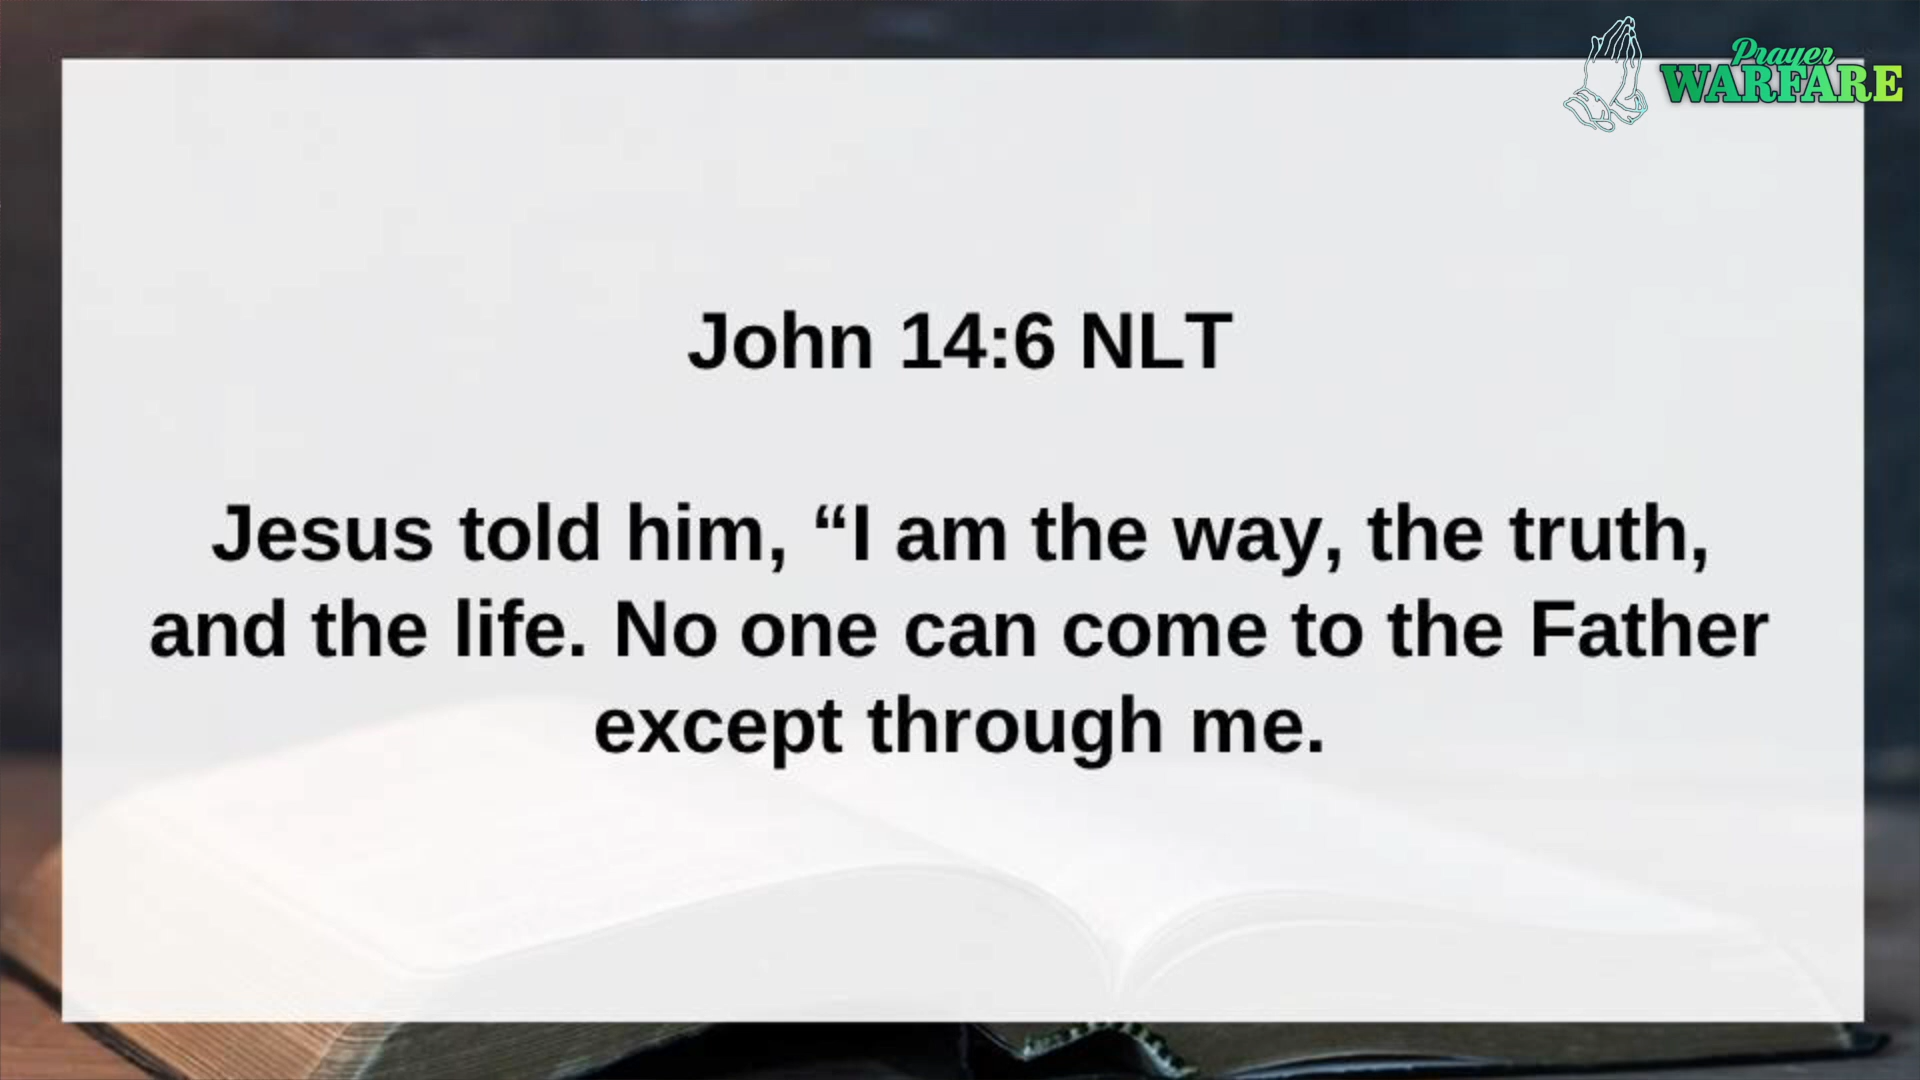 Prayer
WARFARE
John 14:6 NLT
Jesus told him, “I am the way, the truth,
and the life. No one can come to the Father
except through me.